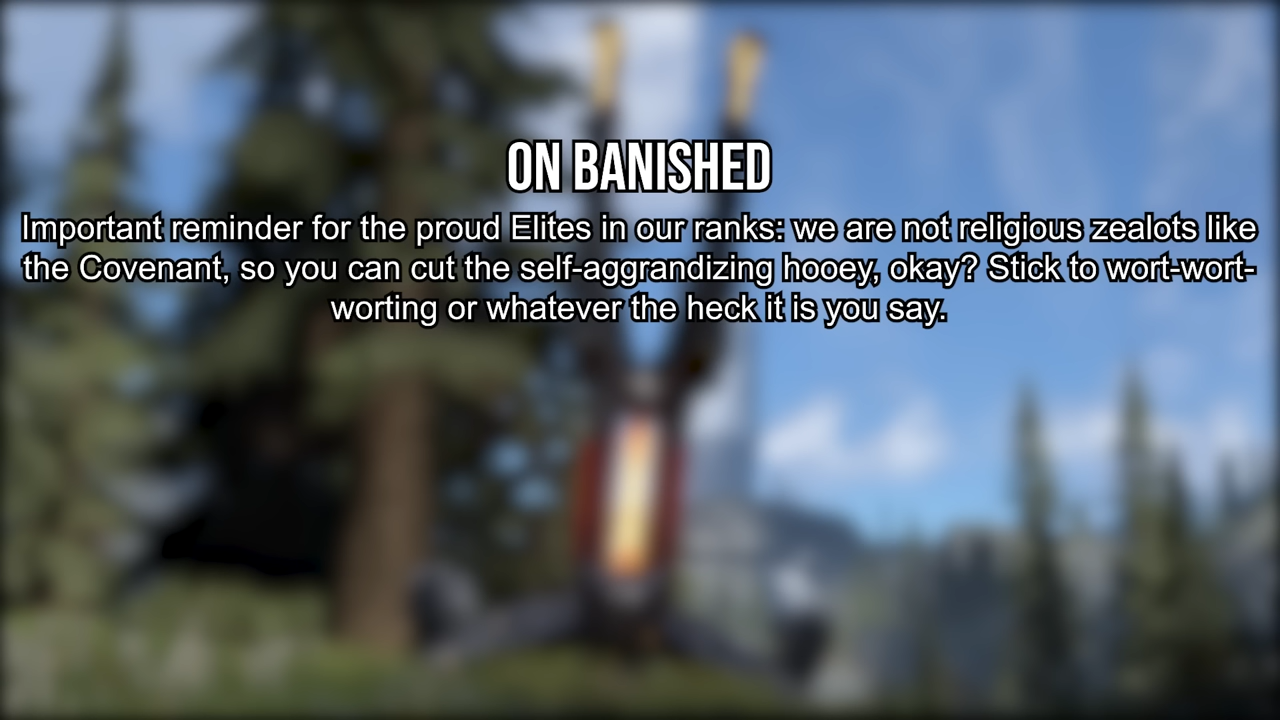 ON BANISHED
Important reminder for the proud Elites in our ranks: we are not religious zealots like
the Covenant, so you can cut the self-aggrandizing hooey, okay? Stick to wort-wort-
worting or whatever the heck it is you say.